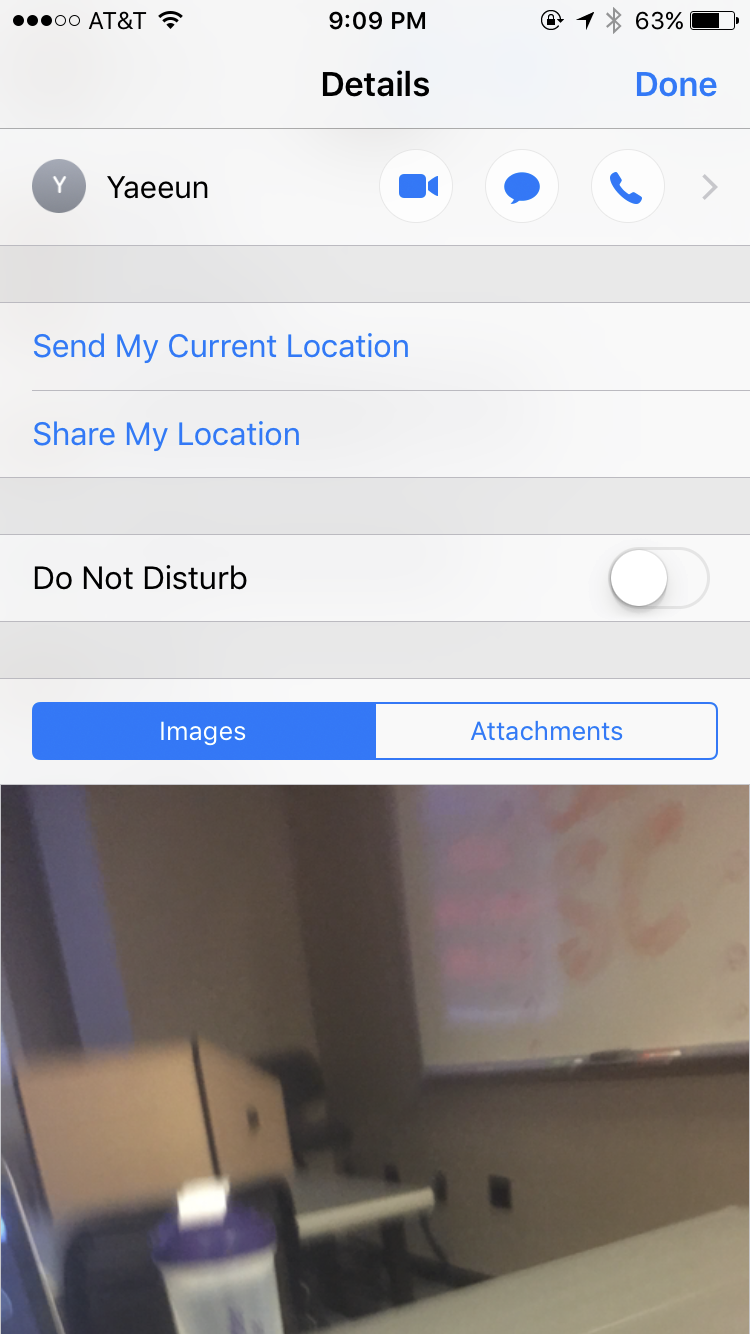 AT&T 9:09 PM 63%
Details Done
Y Yaeeun
Send My Current Location
Share My Location
Do Not Disturb
Images Attachments
SC